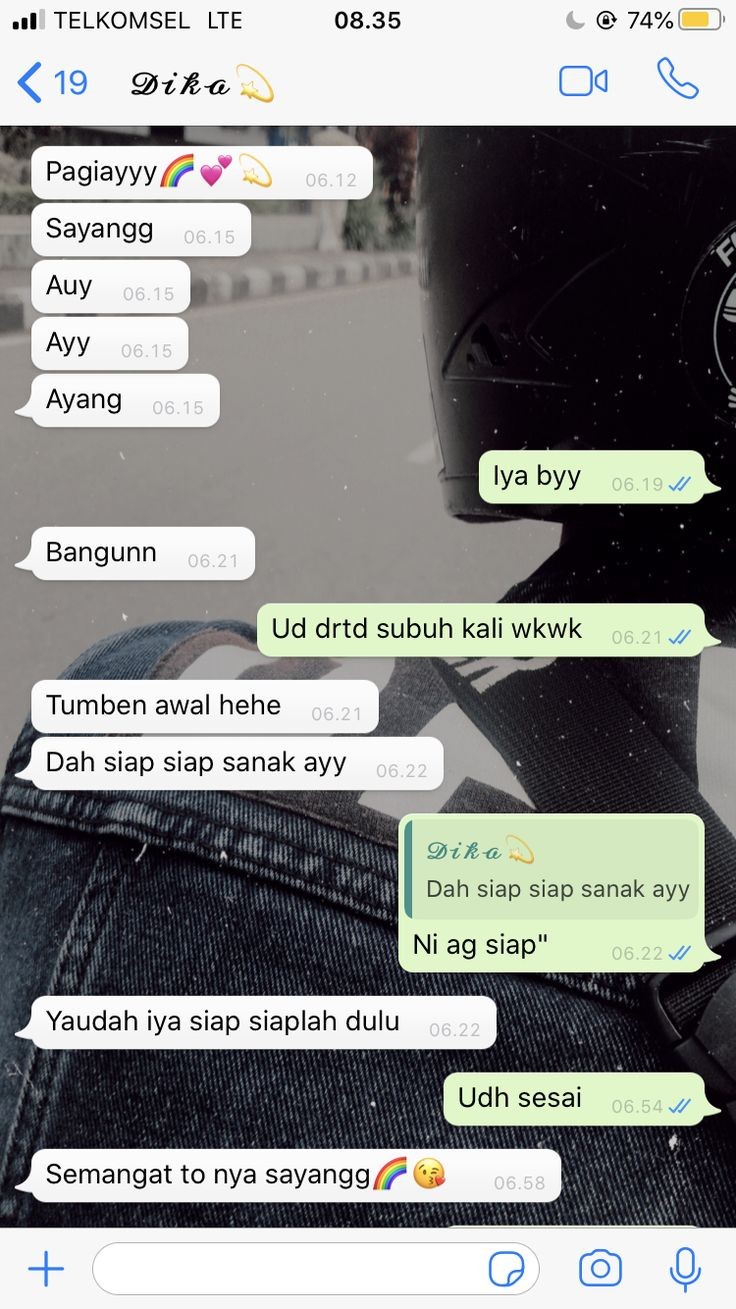 TELKOMSEL LTE 08.35 74%
19 𝒟𝒾𝓀𝒶💫
Pagiayyy🌈💕💫 06.12
Sayangg 06.15
Auy 06.15
Ayy 06.15
Ayang 06.15
Iya byy 06.19
Bangunn 06.21
Ud drtd subuh kali wkwk 06.21
Tumben awal hehe 06.21
Dah siap siap sanak ayy 06.22
𝒟𝒾𝓀𝒶💫
Dah siap siap sanak ayy
Ni ag siap" 06.22
Yaudah iya siap siaplah dulu 06.22
Udh sesai 06.54
Semangat to nya sayangg🌈😘 06.58